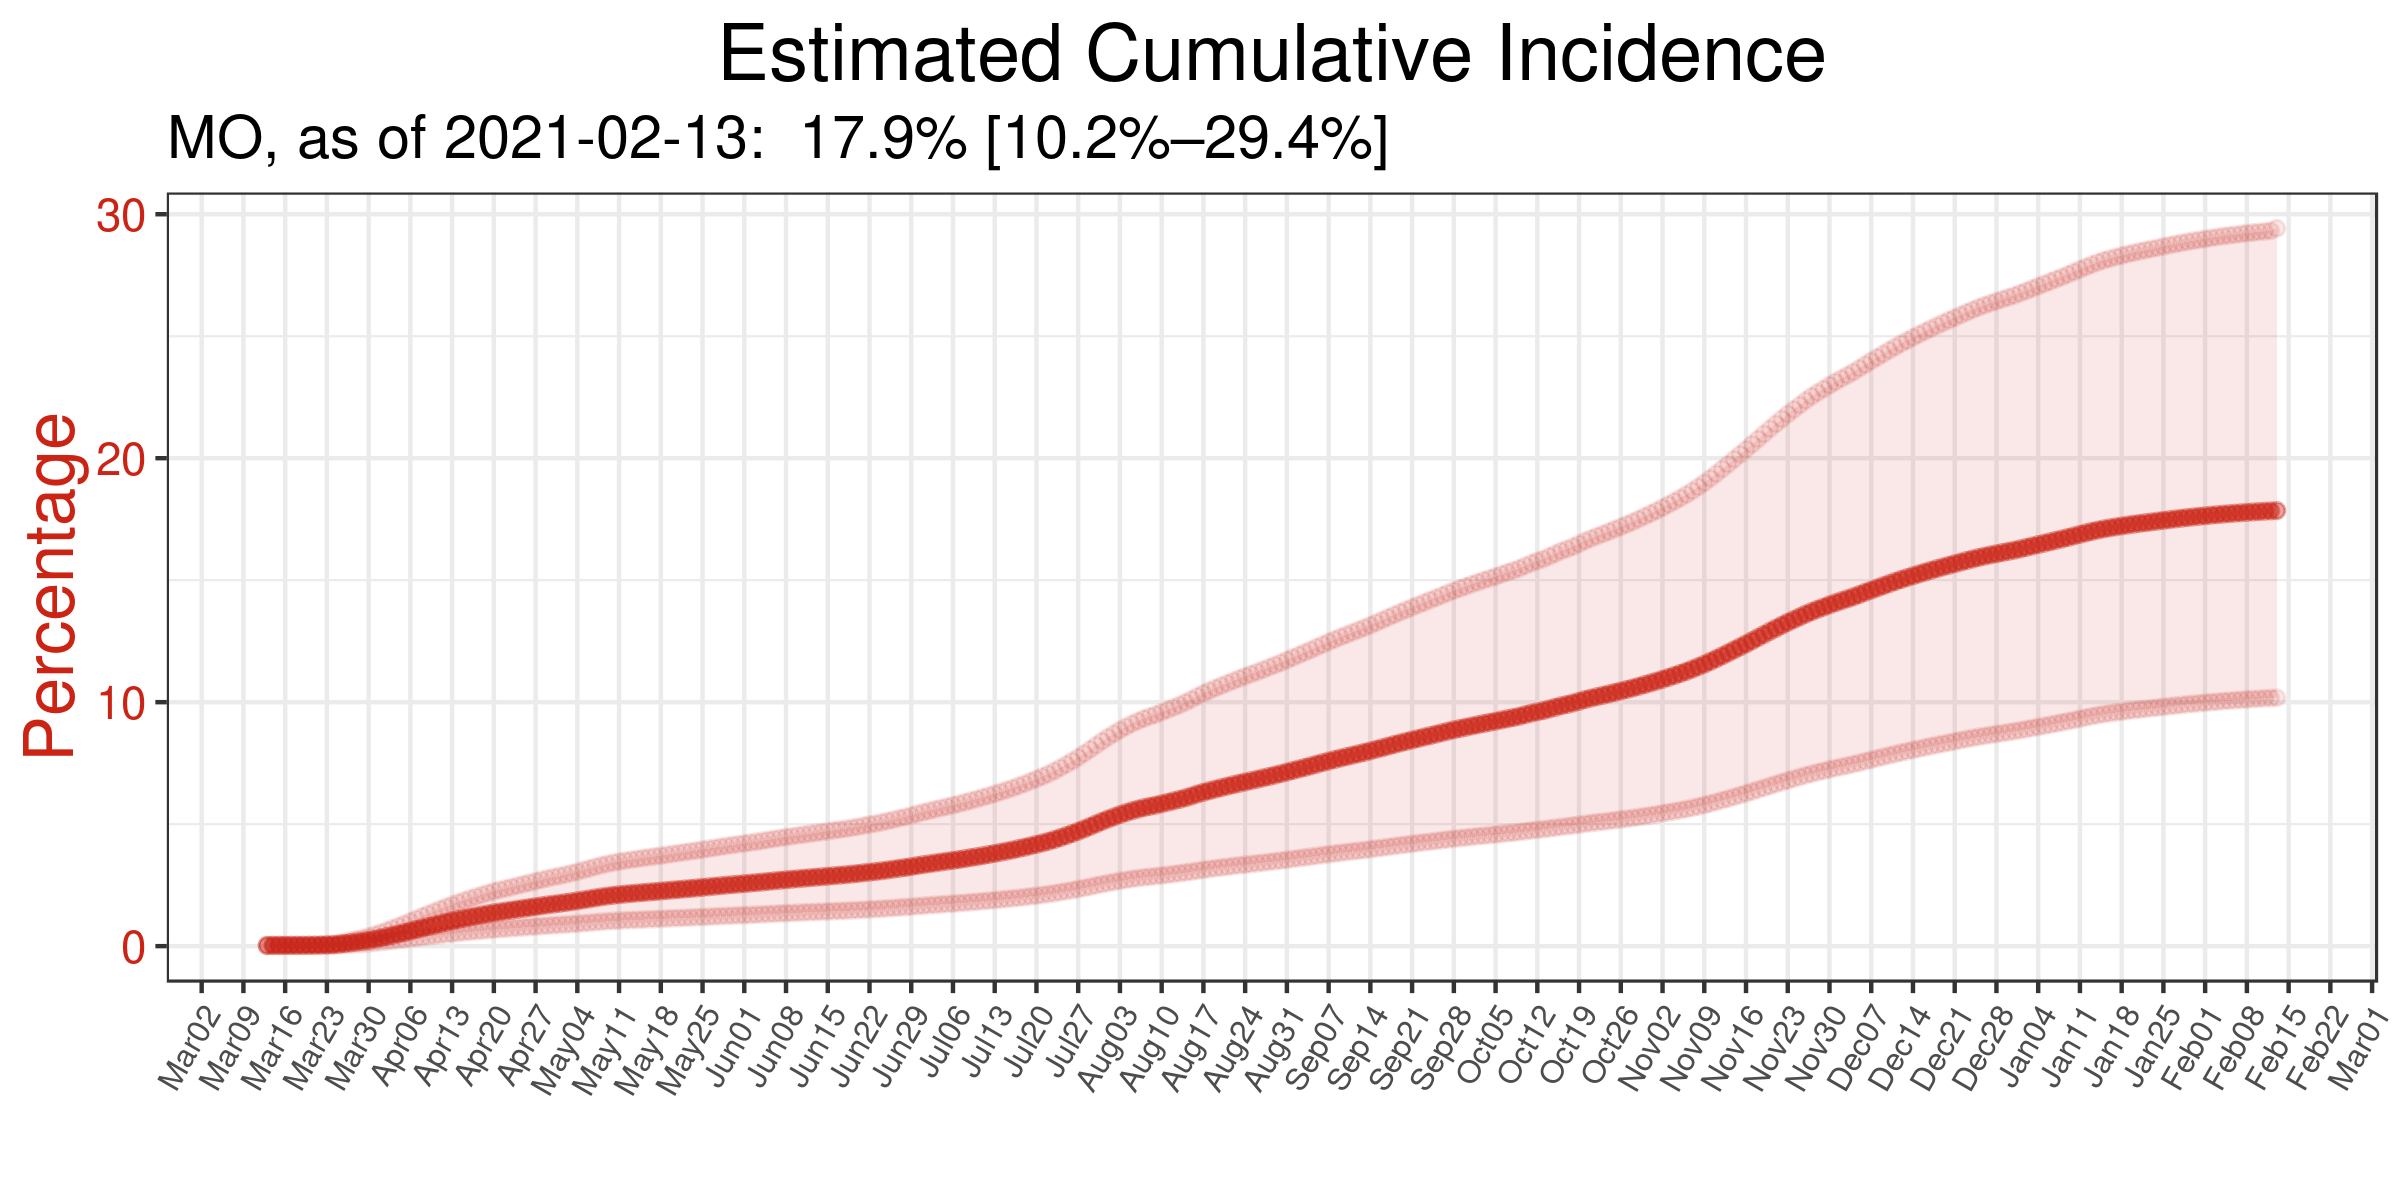 Estimated Cumulative Incidence
MO, as of 2021-02-13:  17.9% [10.2%–29.4%]
Percentage
30
20
10
0
Mar02 Mar09 Mar16 Mar23 Mar30 Apr06 Apr13 Apr20 Apr27 May04 May11 May18 May25 Jun01 Jun08 Jun15 Jun22 Jun29 Jul06 Jul13 Jul20 Jul27 Aug03 Aug10 Aug17 Aug24 Aug31 Sep07 Sep14 Sep21 Sep28 Oct05 Oct12 Oct19 Oct26 Nov02 Nov09 Nov16 Nov23 Nov30 Dec07 Dec14 Dec21 Dec28 Jan04 Jan11 Jan18 Jan25 Feb01 Feb08 Feb15 Feb22 Mar01